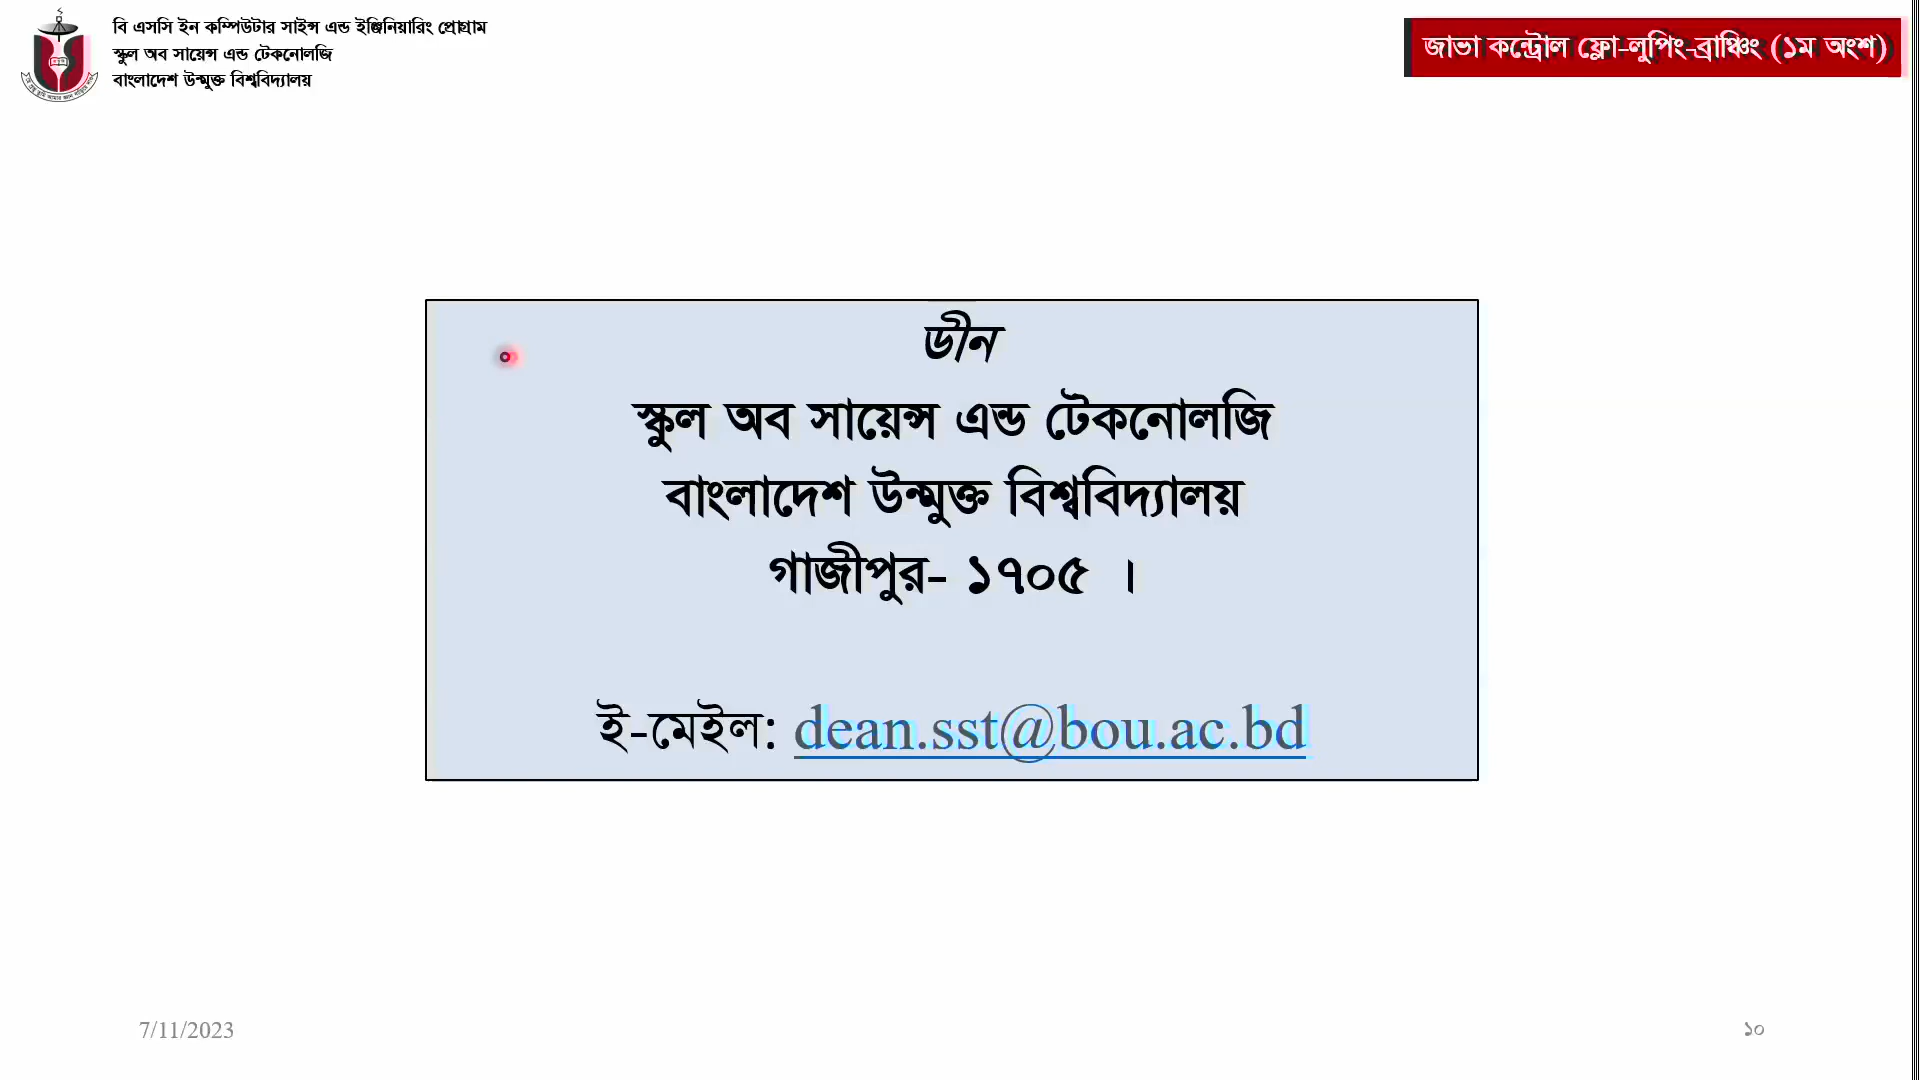 বি এসসি ইন কম্পিউটার সাইন্স এন্ড ইঞ্জিনিয়ারিং প্রোগ্রাম
স্কুল অব সায়েন্স এন্ড টেকনোলজি
বাংলাদেশ উন্মুক্ত বিশ্ববিদ্যালয়
জাভা কন্ট্রোল ফ্লো-লুপিং-ব্রাঞ্চিং (১ম অংশ)
ডীন
স্কুল অব সায়েন্স এন্ড টেকনোলজি
বাংলাদেশ উন্মুক্ত বিশ্ববিদ্যালয়
গাজীপুর- ১৭০৫ ।
ই-মেইল: dean.sst@bou.ac.bd
7/11/2023
১০